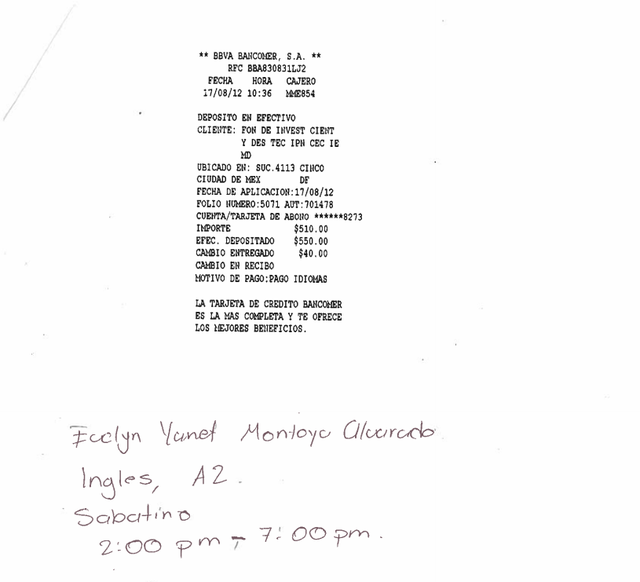 ** BBVA BANCOMER, S.A. **
RFC BBA830831LJ2
FECHA HORA CAJERO
17/08/12 10:36 MME854
DEPOSITO EN EFECTIVO
CLIENTE: FON DE INVEST CIENT
Y DES TEC IPN CEC IE
MD
UBICADO EN: SUC.4113 CINCO
CIUDAD DE MEX DF
FECHA DE APLICACION:17/08/12
FOLIO NUMERO:5071 AUT:701478
CUENTA/TARJETA DE ABONO ******8273
IMPORTE $510.00
EFEC. DEPOSITADO $550.00
CAMBIO ENTREGADO $40.00
CAMBIO EN RECIBO
MOTIVO DE PAGO:PAGO IDIOMAS
LA TARJETA DE CREDITO BANCOMER
ES LA MAS COMPLETA Y TE OFRECE
LOS MEJORES BENEFICIOS.
Evelyn Yanet Montoya Alvarado
Ingles, A2.
Sabatino
2:00 pm - 7:00 pm.